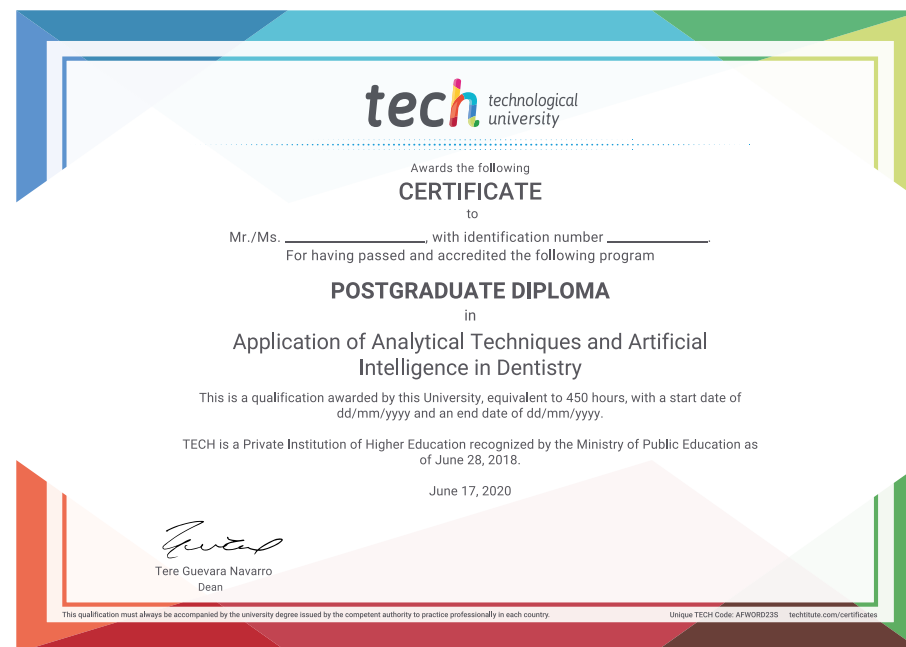 tech technological
university
Awards the following
CERTIFICATE
to
Mr./Ms. ____________________, with identification number ______________.
For having passed and accredited the following program
POSTGRADUATE DIPLOMA
in
Application of Analytical Techniques and Artificial
Intelligence in Dentistry
This is a qualification awarded by this University, equivalent to 450 hours, with a start date of
dd/mm/yyyy and an end date of dd/mm/yyyy.
TECH is a Private Institution of Higher Education recognized by the Ministry of Public Education as
of June 28, 2018.
June 17, 2020
Tere Guevara Navarro
Dean
This qualification must always be accompanied by the university degree issued by the competent authority to practice professionally in each country. Unique TECH Code: AFWORD23S techtitute.com/certificates